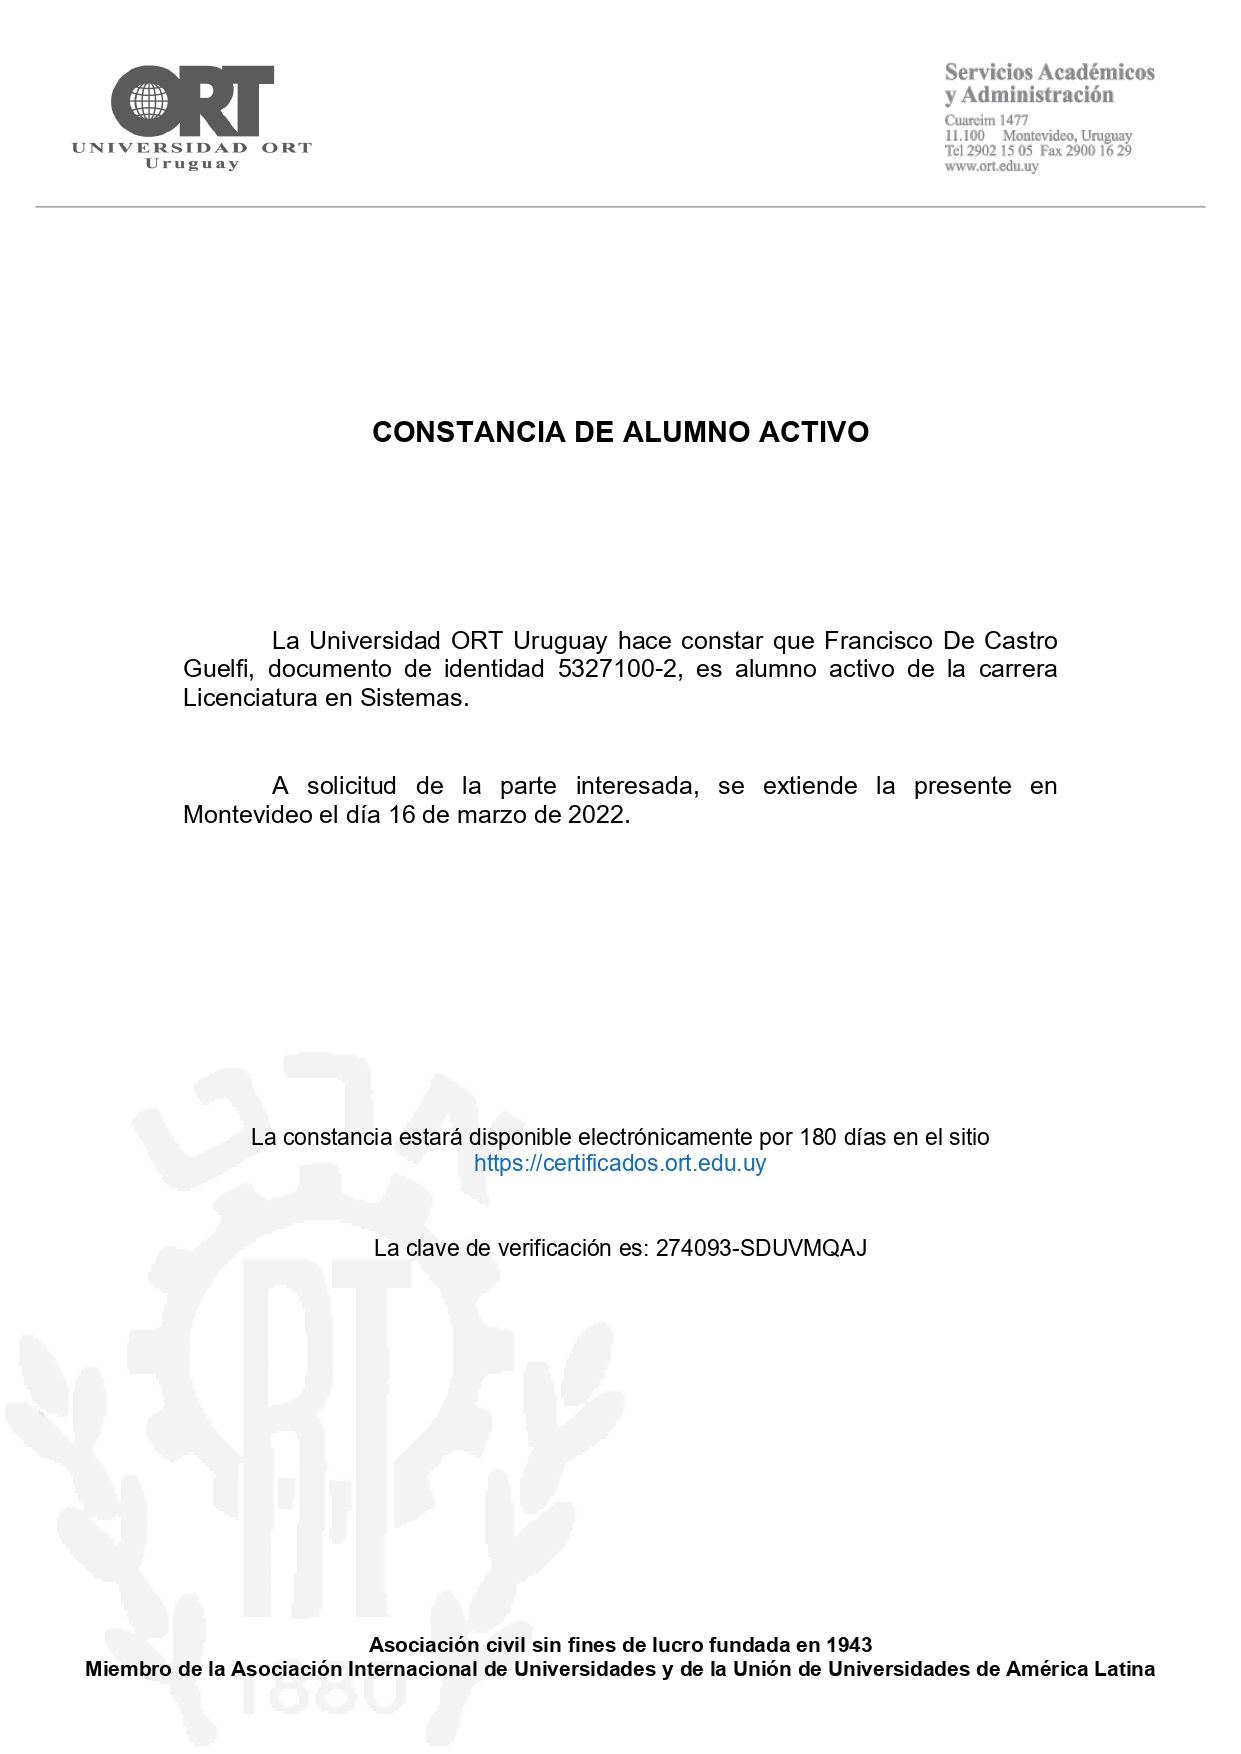 ORT
UNIVERSIDAD ORT
Uruguay
Servicios Académicos
y Administración
Cuareim 1477
11.100 Montevideo, Uruguay
Tel 2902 15 05 Fax 2900 16 29
www.ort.edu.uy
CONSTANCIA DE ALUMNO ACTIVO
La Universidad ORT Uruguay hace constar que Francisco De Castro
Guelfi, documento de identidad 5327100-2, es alumno activo de la carrera
Licenciatura en Sistemas.
A solicitud de la parte interesada, se extiende la presente en
Montevideo el día 16 de marzo de 2022.
La constancia estará disponible electrónicamente por 180 días en el sitio
https://certificados.ort.edu.uy
La clave de verificación es: 274093-SDUVMQAJ
RT
Asociación civil sin fines de lucro fundada en 1943
Miembro de la Asociación Internacional de Universidades y de la Unión de Universidades de América Latina
1880